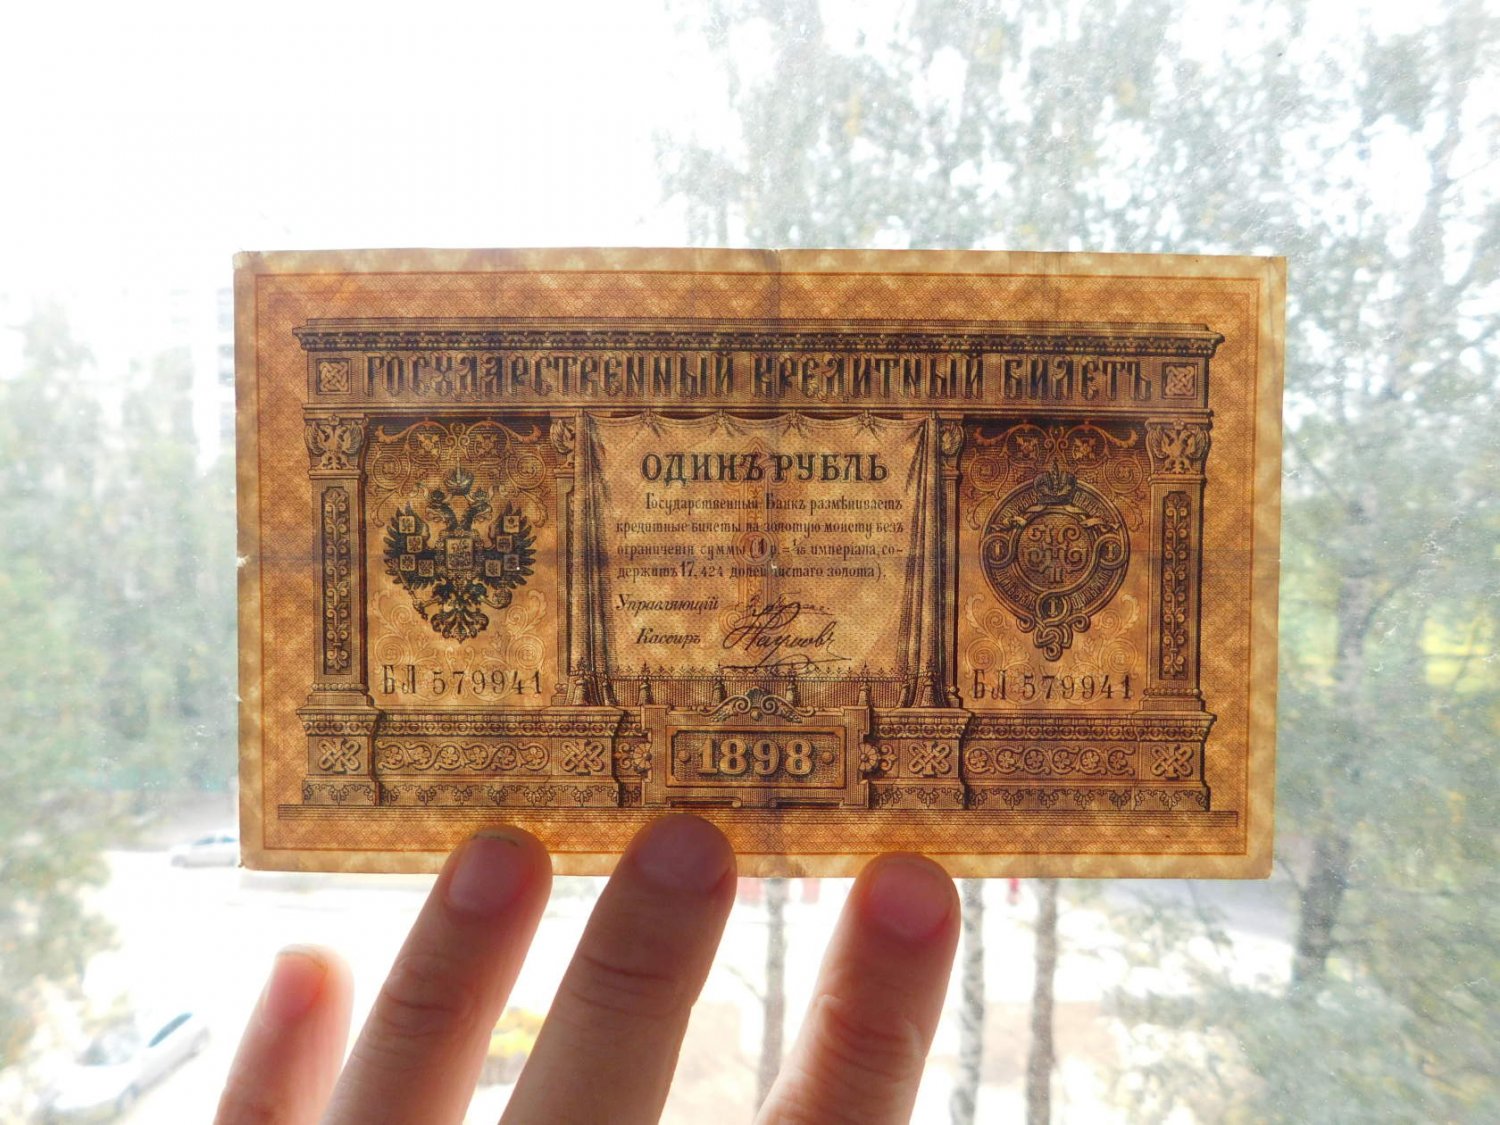 ГОСУДАРСТВЕННЫЙ КРЕДИТНЫЙ БИЛЕТЪ
ОДИНЪ РУБЛЬ
Государственный Банкъ размѣниваетъ
кредитные билеты на золотую монету безъ
ограниченія суммы (1 р. = 1/15 имперіала, со-
держитъ 17,424 долей чистаго золота).
Управляющій
Кассиръ Наумовъ
БЛ 579941
БЛ 579941
1898